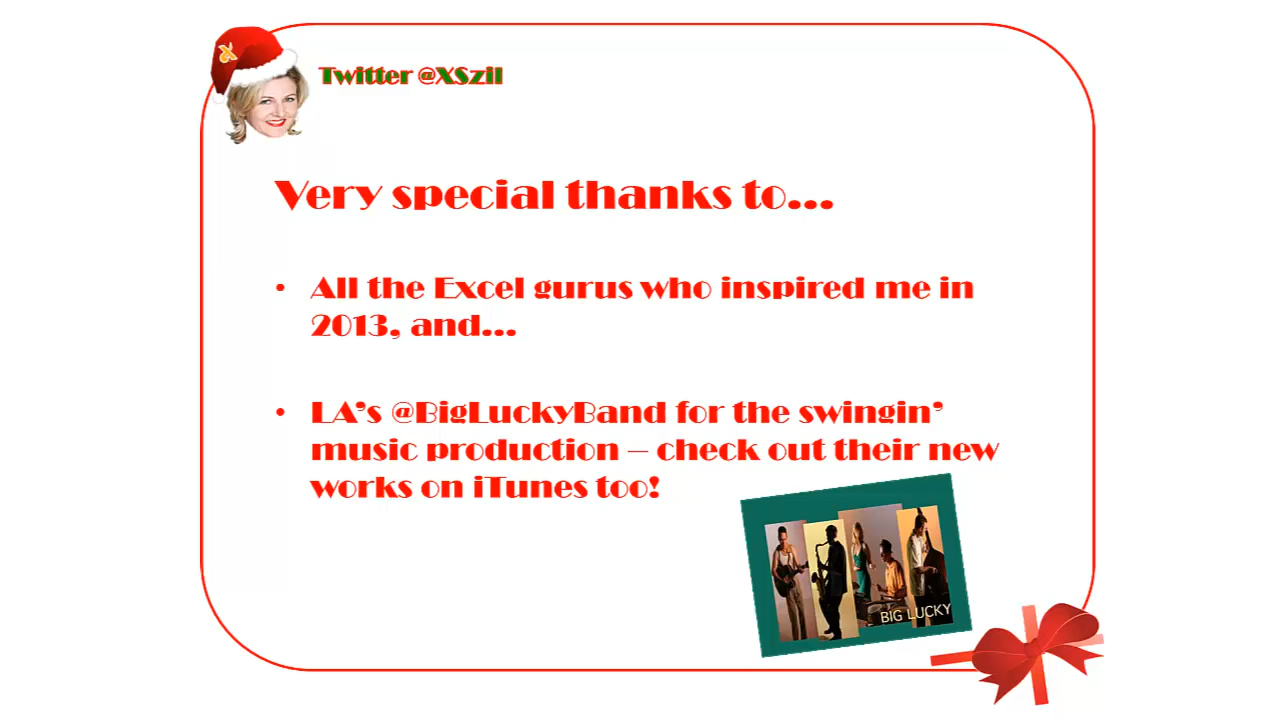 Twitter @XSzil
Very special thanks to...
• All the Excel gurus who inspired me in
2013, and...
• LA's @BigLuckyBand for the swingin'
music production – check out their new
works on iTunes too!
BIG LUCKY